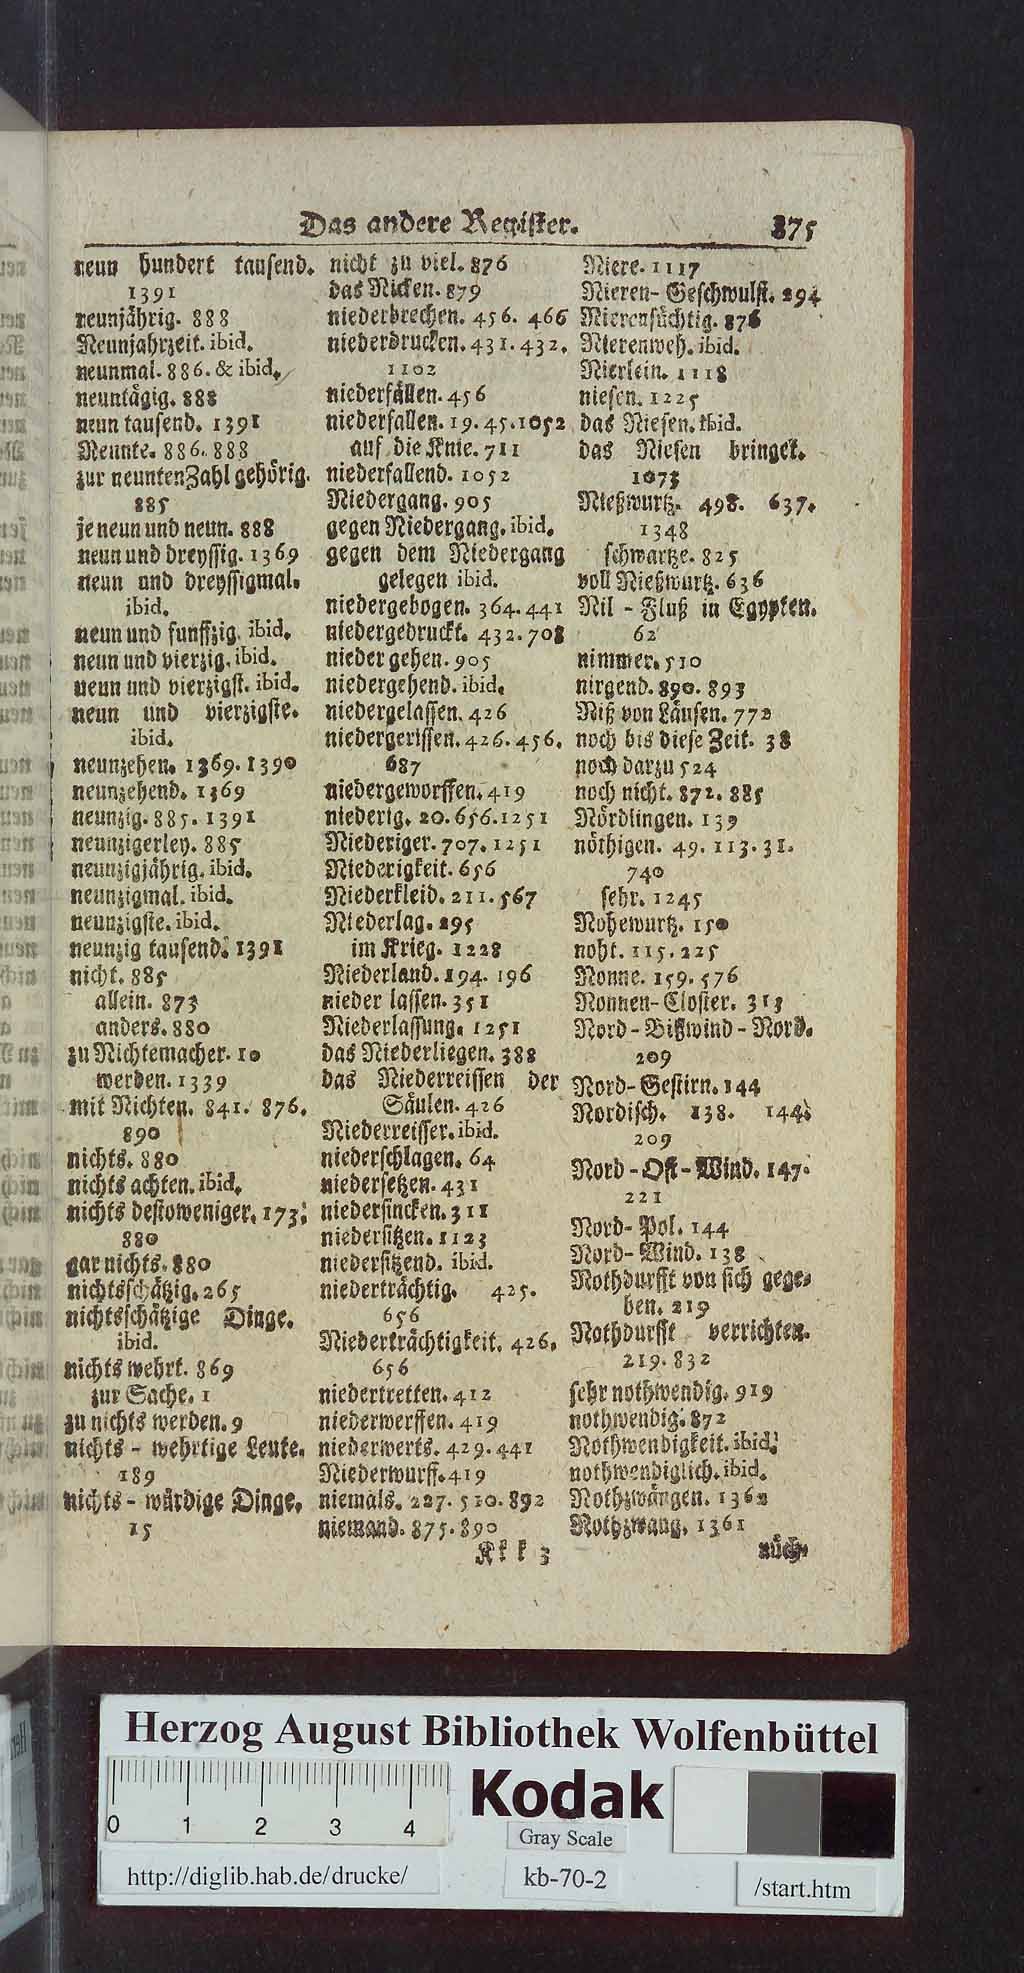 Das andere Register. 875
neun hundert tausend.
1391
neunjährig. 888
Neunjahrzeit. ibid.
neunmal. 886. & ibid.
neuntägig. 888
neun tausend. 1391
Neunte. 886. 888
zur neunten Zahl gehörig.
885
je neun und neun. 888
neun und dreyssig. 1369
neun und dreyssigmal.
ibid.
neun und funffzig. ibid.
neun und vierzig. ibid.
neun und vierzigst. ibid.
neun und vierzigste.
ibid.
neunzehen. 1369. 1390
neunzehend. 1369
neunzig. 885. 1391
neunzigerley. 885
neunzigjährig. ibid.
neunzigmal. ibid.
neunzigste. ibid.
neunzig tausend. 1391
nicht. 885
allein. 873
anders. 880
zu Nichtemacher. 10
werden. 1339
mit Nichten. 841. 876.
890
nichts. 880
nichts achten. ibid.
nichts destoweniger. 173.
880
gar nichts. 880
nichtsschätzig. 265
nichtsschätzige Dinge.
ibid.
nichts wehrt. 869
zur Sache. 1
zu nichts werden. 9
nichts - wehrtige Leute.
189
nichts - würdige Dinge.
15
nicht zu viel. 876
das Nicken. 879
niederbrechen. 456. 466
niederdrucken. 431. 432.
1102
niederfällen. 456
niederfallen. 19. 45. 1052
auf die Knie. 711
niederfallend. 1052
Niedergang. 905
gegen Niedergang. ibid.
gegen dem Niedergang
gelegen ibid.
niedergebogen. 364. 441
niedergedruckt. 432. 708
nieder gehen. 905
niedergehend. ibid.
niedergelassen. 426
niedergerissen. 426. 456.
687
niedergeworffen. 419
niederig. 20. 656. 1251
Niederiger. 707. 1251
Niederigkeit. 656
Niederkleid. 211. 567
Niederlag. 295
im Krieg. 1228
Niederland. 194. 196
nieder lassen. 351
Niederlassung. 1251
das Niederliegen. 388
das Niederreissen der
Säulen. 426
Niederreisser. ibid.
niederschlagen. 64
niedersetzen. 431
niedersincken. 311
niedersitzen. 1123
niedersitzend. ibid.
niederträchtig. 425.
656
Niederträchtigkeit. 426.
656
niedertretten. 412
niederwerffen. 419
niederwerts. 429. 441
Niederwurff. 419
niemals. 227. 510. 892
niemand. 875. 890
Niere. 1117
Nieren- Geschwulst. 294
Nierensüchtig. 876
Nierenweh. ibid.
Nierlein. 1118
niesen. 1225
das Niesen. ibid.
das Niesen bringet.
1073
Nießwurtz. 498. 637.
1348
schwartze. 825
voll Nießwurtz. 636
Nil - Fluß in Egypten.
62
nimmer. 510
nirgend. 890. 893
Niß von Läusen. 772
noch bis diese Zeit. 38
noch darzu 524
noch nicht. 872. 885
Nördlingen. 139
nöthigen. 49. 113. 31.
740
sehr. 1245
Nohewurtz. 150
noht. 115. 225
Nonne. 159. 576
Nonnen- Closter. 313
Nord - Bißwind - Nord.
209
Nord- Gestirn. 144
Nordisch. 138. 144.
209
Nord - Ost - Wind. 147.
221
Nord- Pol. 144
Nord- Wind. 138
Nothdurfft von sich gege-
ben. 219
Nothdurfft verrichten.
219. 832
sehr nothwendig. 919
nothwendig. 872
Nothwendigkeit. ibid.
nothwendiglich. ibid.
Nothzwängen. 1362
Nothzwang. 1361
Kkk 3 nüch-
Herzog August Bibliothek Wolfenbüttel
0 1 2 3 4
Kodak
Gray Scale
http://diglib.hab.de/drucke/
kb-70-2
/start.htm